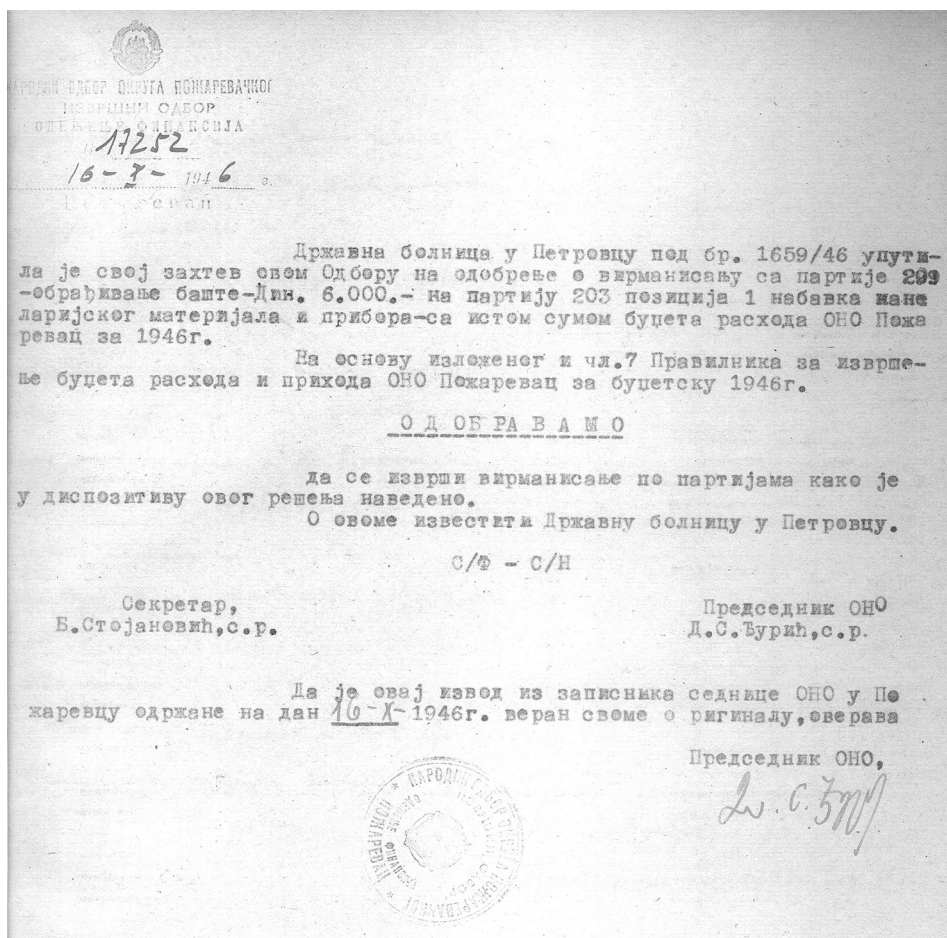 НАРОДНИ ОДБОР ОКРУГА ПОЖАРЕВАЧКОГ
ИЗВРШНИ ОДБОР
ОДЕЉЕЊЕ ФИНАНСИЈА
17252
16-X- 1946 г.
Државна болница у Петровцу под бр. 1659/46 упути-
ла је свој захтев овом Одбору на одобрење о вирманисању са партије 299
-обрађивање баште-Дин. 6.000.- на партију 203 позиција 1 набавка канц
ларијског материјала и прибора-са истом сумом буџета расхода ОНО Пожа
ревац за 1946г.
На основу изложеног и чл.7 Правилника за изврше-
ње буџета расхода и прихода ОНО Пожаревац за буџетску 1946г.
ОДОБРАВАМО
да се изврши вирманисање по партијама како је
у диспозитиву овог решења наведено.
О овоме известити Државну болницу у Петровцу.
С/Ф - С/Н
Секретар,
Б.Стојановић,с.р.
Председник ОНО
Д.С.Ђурић,с.р.
Да је овај извод из записника седнице ОНО у По
жаревцу одржане на дан 16-X-1946г. веран своме о ригиналу,оверава
Председник ОНО,